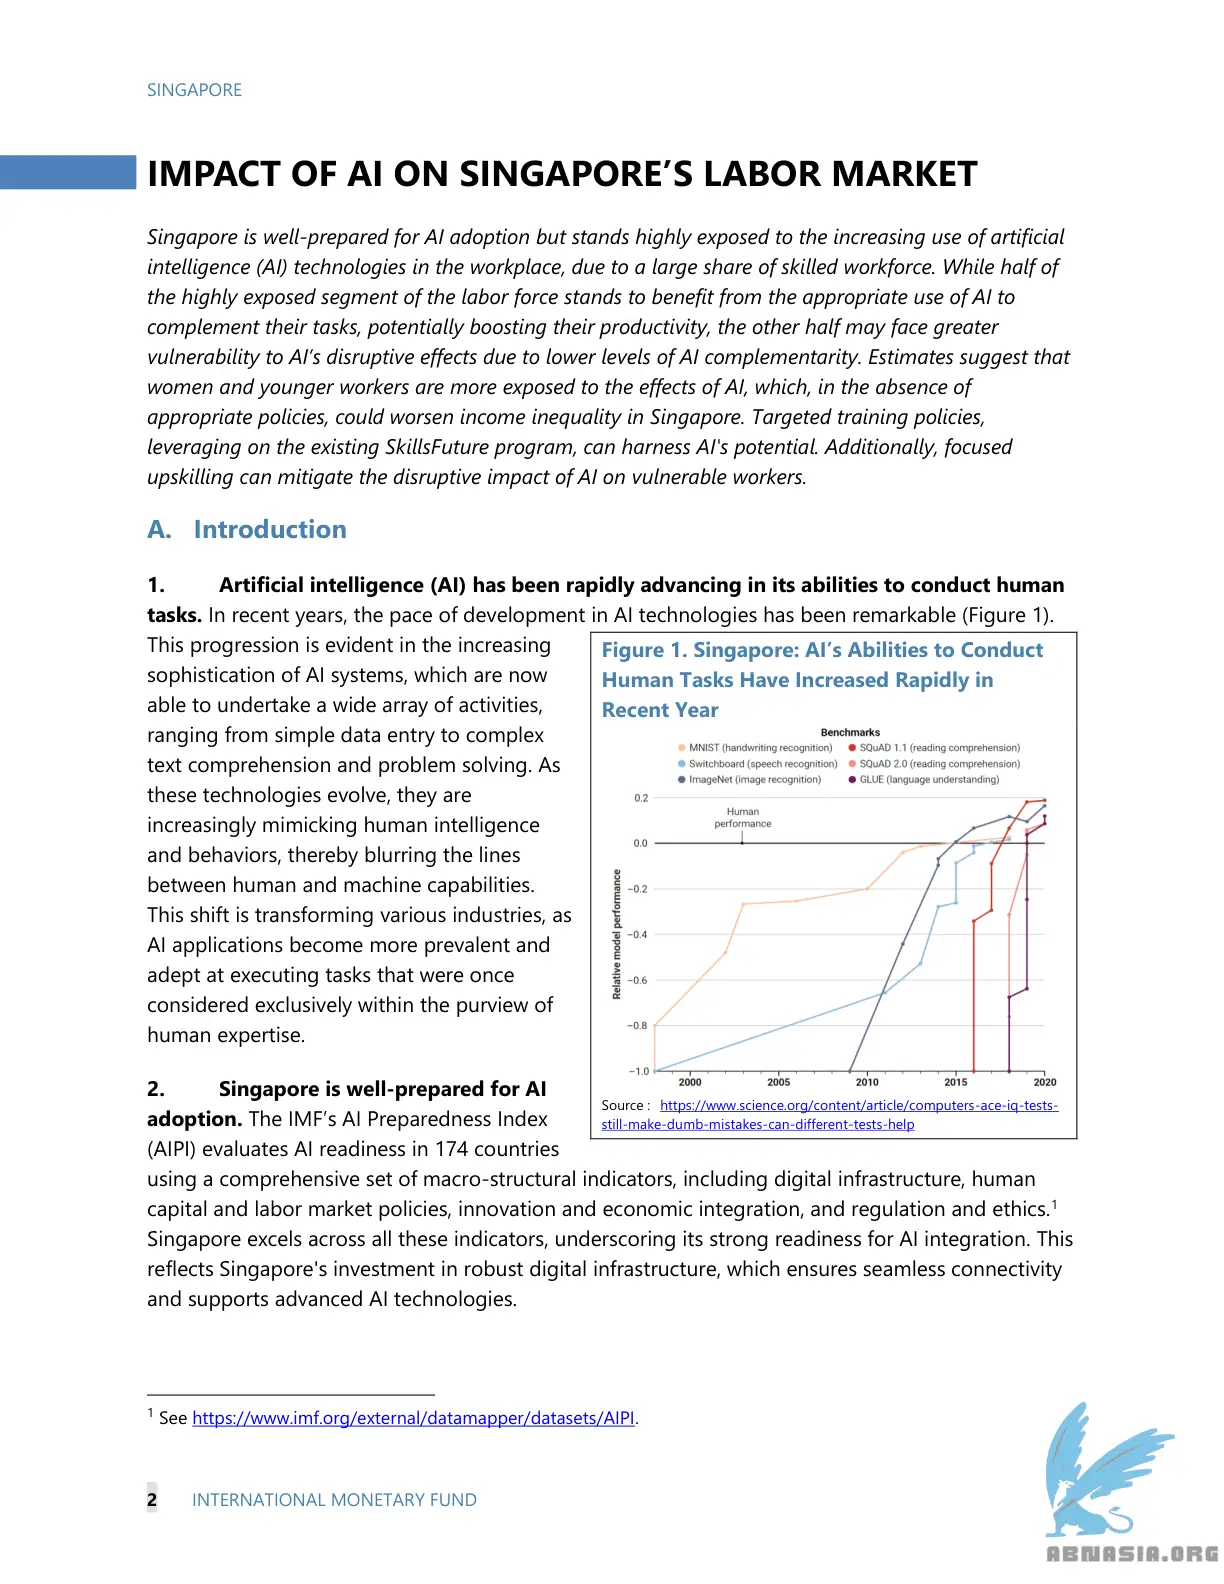 SINGAPORE
IMPACT OF AI ON SINGAPORE’S LABOR MARKET
Singapore is well-prepared for AI adoption but stands highly exposed to the increasing use of artificial
intelligence (AI) technologies in the workplace, due to a large share of skilled workforce. While half of
the highly exposed segment of the labor force stands to benefit from the appropriate use of AI to
complement their tasks, potentially boosting their productivity, the other half may face greater
vulnerability to AI’s disruptive effects due to lower levels of AI complementarity. Estimates suggest that
women and younger workers are more exposed to the effects of AI, which, in the absence of
appropriate policies, could worsen income inequality in Singapore. Targeted training policies,
leveraging on the existing SkillsFuture program, can harness AI's potential. Additionally, focused
upskilling can mitigate the disruptive impact of AI on vulnerable workers.
A. Introduction
1. Artificial intelligence (AI) has been rapidly advancing in its abilities to conduct human
tasks. In recent years, the pace of development in AI technologies has been remarkable (Figure 1).
This progression is evident in the increasing
sophistication of AI systems, which are now
able to undertake a wide array of activities,
ranging from simple data entry to complex
text comprehension and problem solving. As
these technologies evolve, they are
increasingly mimicking human intelligence
and behaviors, thereby blurring the lines
between human and machine capabilities.
This shift is transforming various industries, as
AI applications become more prevalent and
adept at executing tasks that were once
considered exclusively within the purview of
human expertise.
Figure 1. Singapore: AI’s Abilities to Conduct
Human Tasks Have Increased Rapidly in
Recent Year
Benchmarks
MNIST (handwriting recognition)
Switchboard (speech recognition)
ImageNet (image recognition)
SQuAD 1.1 (reading comprehension)
SQuAD 2.0 (reading comprehension)
GLUE (language understanding)
Human
performance
Relative model performance
0.2
0.0
−0.2
−0.4
−0.6
−0.8
−1.0
2000 2005 2010 2015 2020
Source : https://www.science.org/content/article/computers-ace-iq-tests-
still-make-dumb-mistakes-can-different-tests-help
2. Singapore is well-prepared for AI
adoption. The IMF’s AI Preparedness Index
(AIPI) evaluates AI readiness in 174 countries
using a comprehensive set of macro-structural indicators, including digital infrastructure, human
capital and labor market policies, innovation and economic integration, and regulation and ethics.1
Singapore excels across all these indicators, underscoring its strong readiness for AI integration. This
reflects Singapore's investment in robust digital infrastructure, which ensures seamless connectivity
and supports advanced AI technologies.
1 See https://www.imf.org/external/datamapper/datasets/AIPI.
2 INTERNATIONAL MONETARY FUND
ABNASIA.ORG